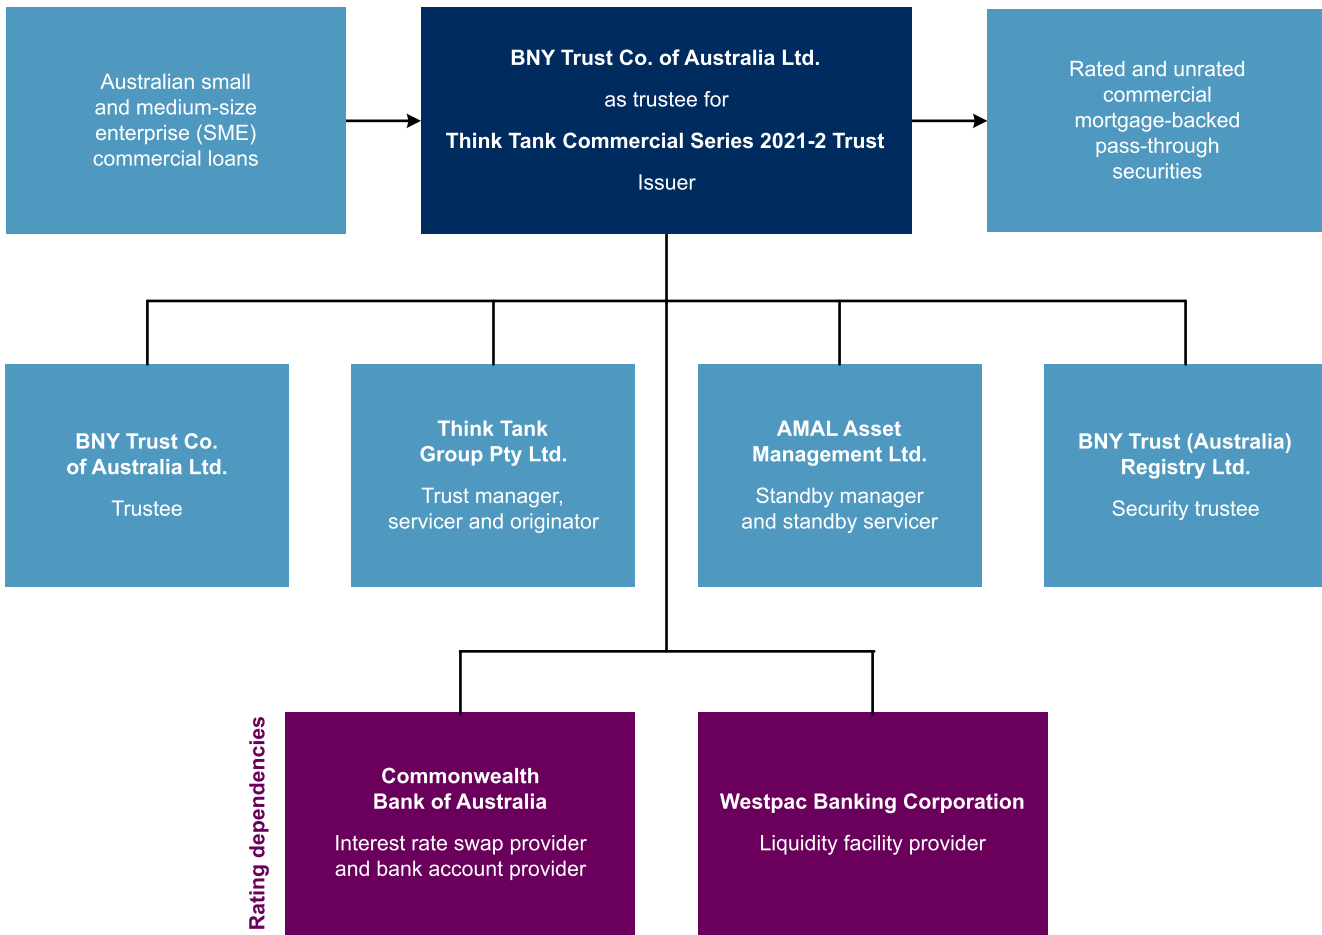 Australian small
and medium-size
enterprise (SME)
commercial loans
BNY Trust Co. of Australia Ltd.
as trustee for
Think Tank Commercial Series 2021-2 Trust
Issuer
Rated and unrated
commercial
mortgage-backed
pass-through
securities
BNY Trust Co.
of Australia Ltd.
Trustee
Think Tank
Group Pty Ltd.
Trust manager,
servicer and originator
AMAL Asset
Management Ltd.
Standby manager
and standby servicer
BNY Trust (Australia)
Registry Ltd.
Security trustee
Rating dependencies
Commonwealth
Bank of Australia
Interest rate swap provider
and bank account provider
Westpac Banking Corporation
Liquidity facility provider